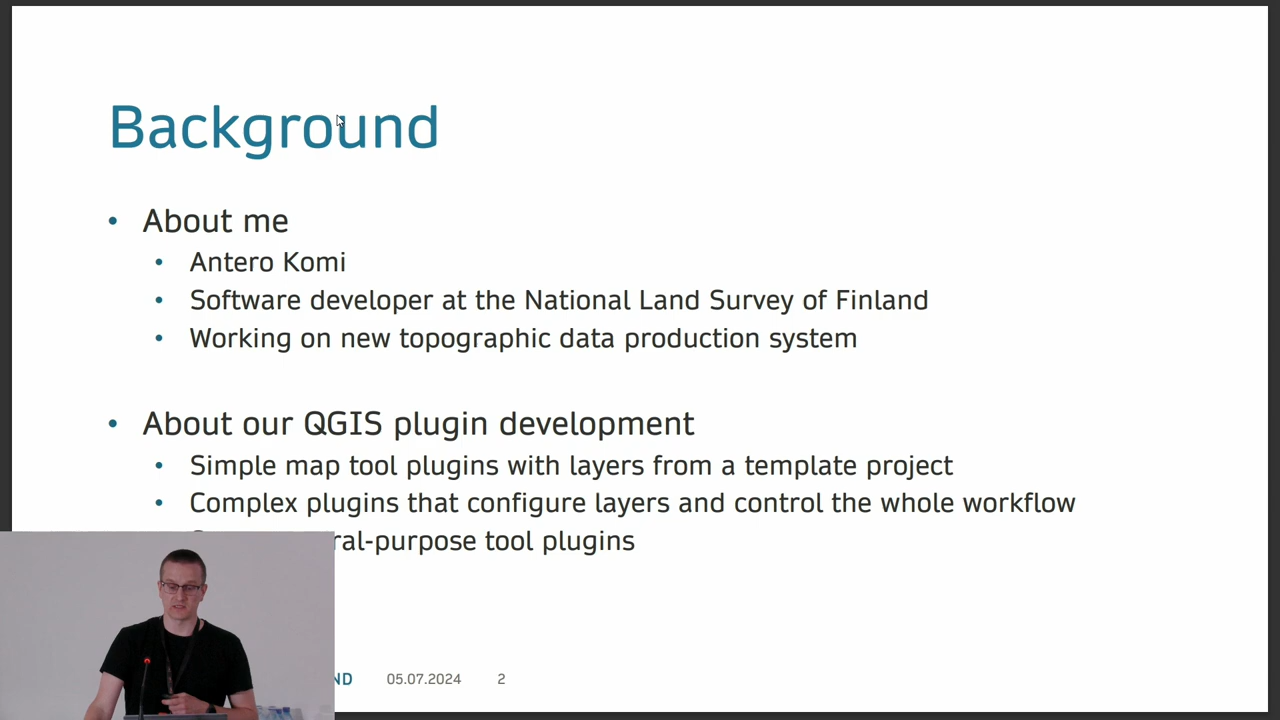 Background
• About me
• Antero Komi
• Software developer at the National Land Survey of Finland
• Working on new topographic data production system
• About our QGIS plugin development
• Simple map tool plugins with layers from a template project
• Complex plugins that configure layers and control the whole workflow
ral-purpose tool plugins
ND 05.07.2024 2